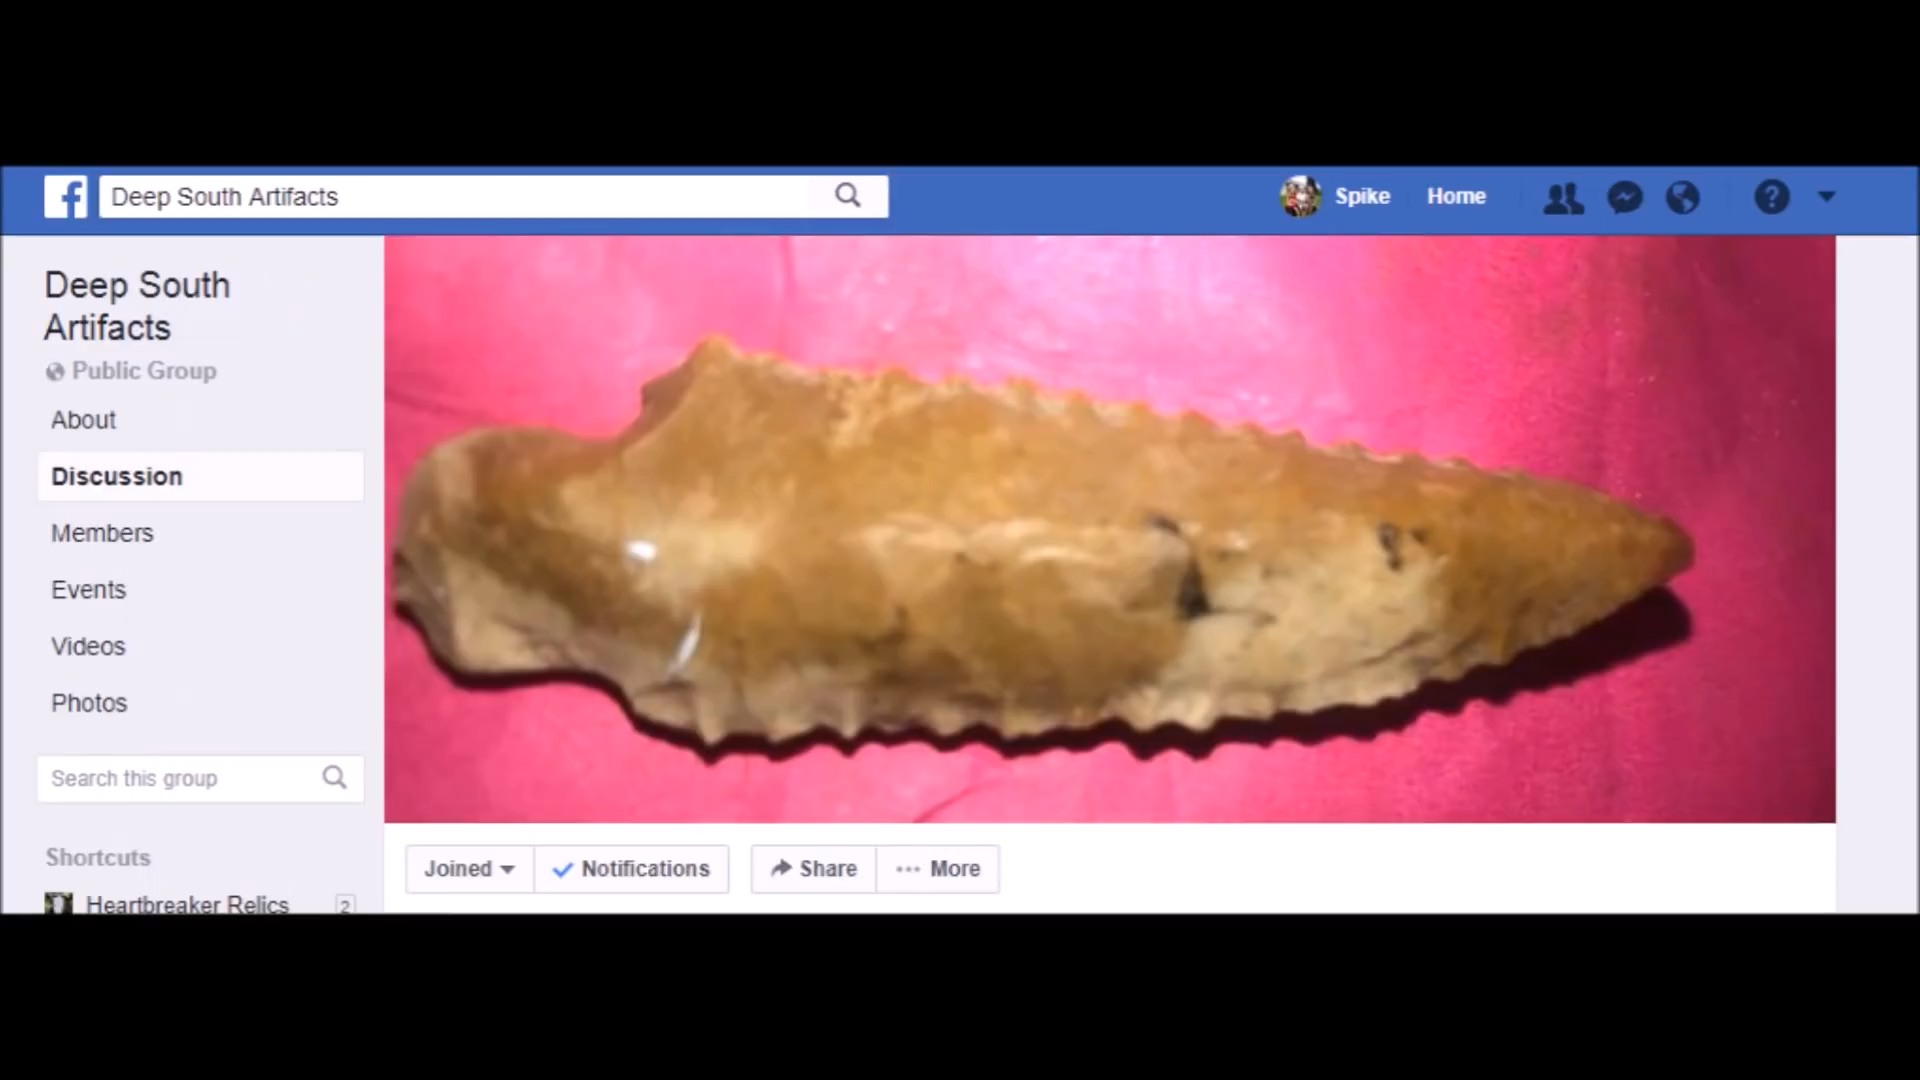 Deep South Artifacts
Spike
Home
Deep South
Artifacts
Public Group
About
Discussion
Members
Events
Videos
Photos
Search this group
Shortcuts
Heartbreaker Relics 2
Joined
Notifications
Share
More